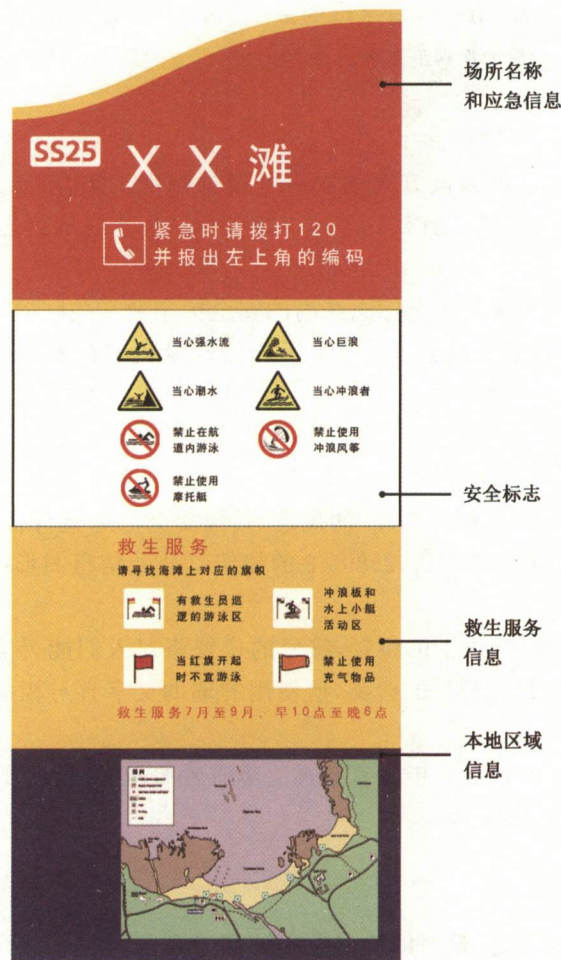 场所名称
和应急信息
SS25
X X 滩
紧急时请拨打120
并报出左上角的编码
当心强水流
当心巨浪
当心潮水
当心冲浪者
禁止在航
道内游泳
禁止使用
冲浪风筝
禁止使用
摩托艇
安全标志
救生服务
请寻找海滩上对应的旗帜
有救生员巡
逻的游泳区
冲浪板和
水上小艇
活动区
当红旗开起
时不宜游泳
禁止使用
充气物品
救生服务7月至9月，早10点至晚6点
救生服务
信息
本地区域
信息